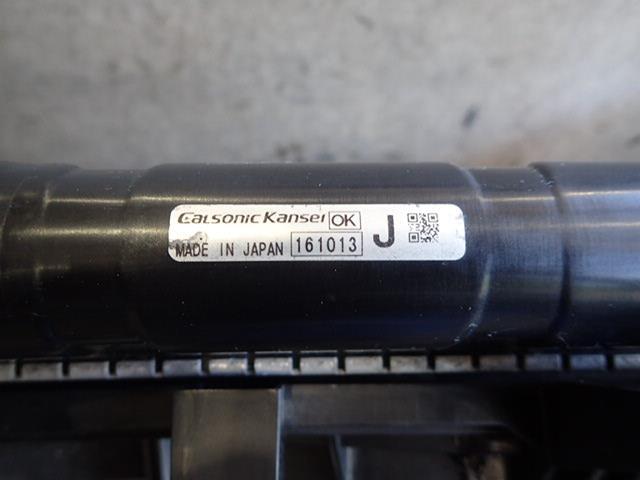 CalsonicKansei OK
MADE IN JAPAN 161013 J